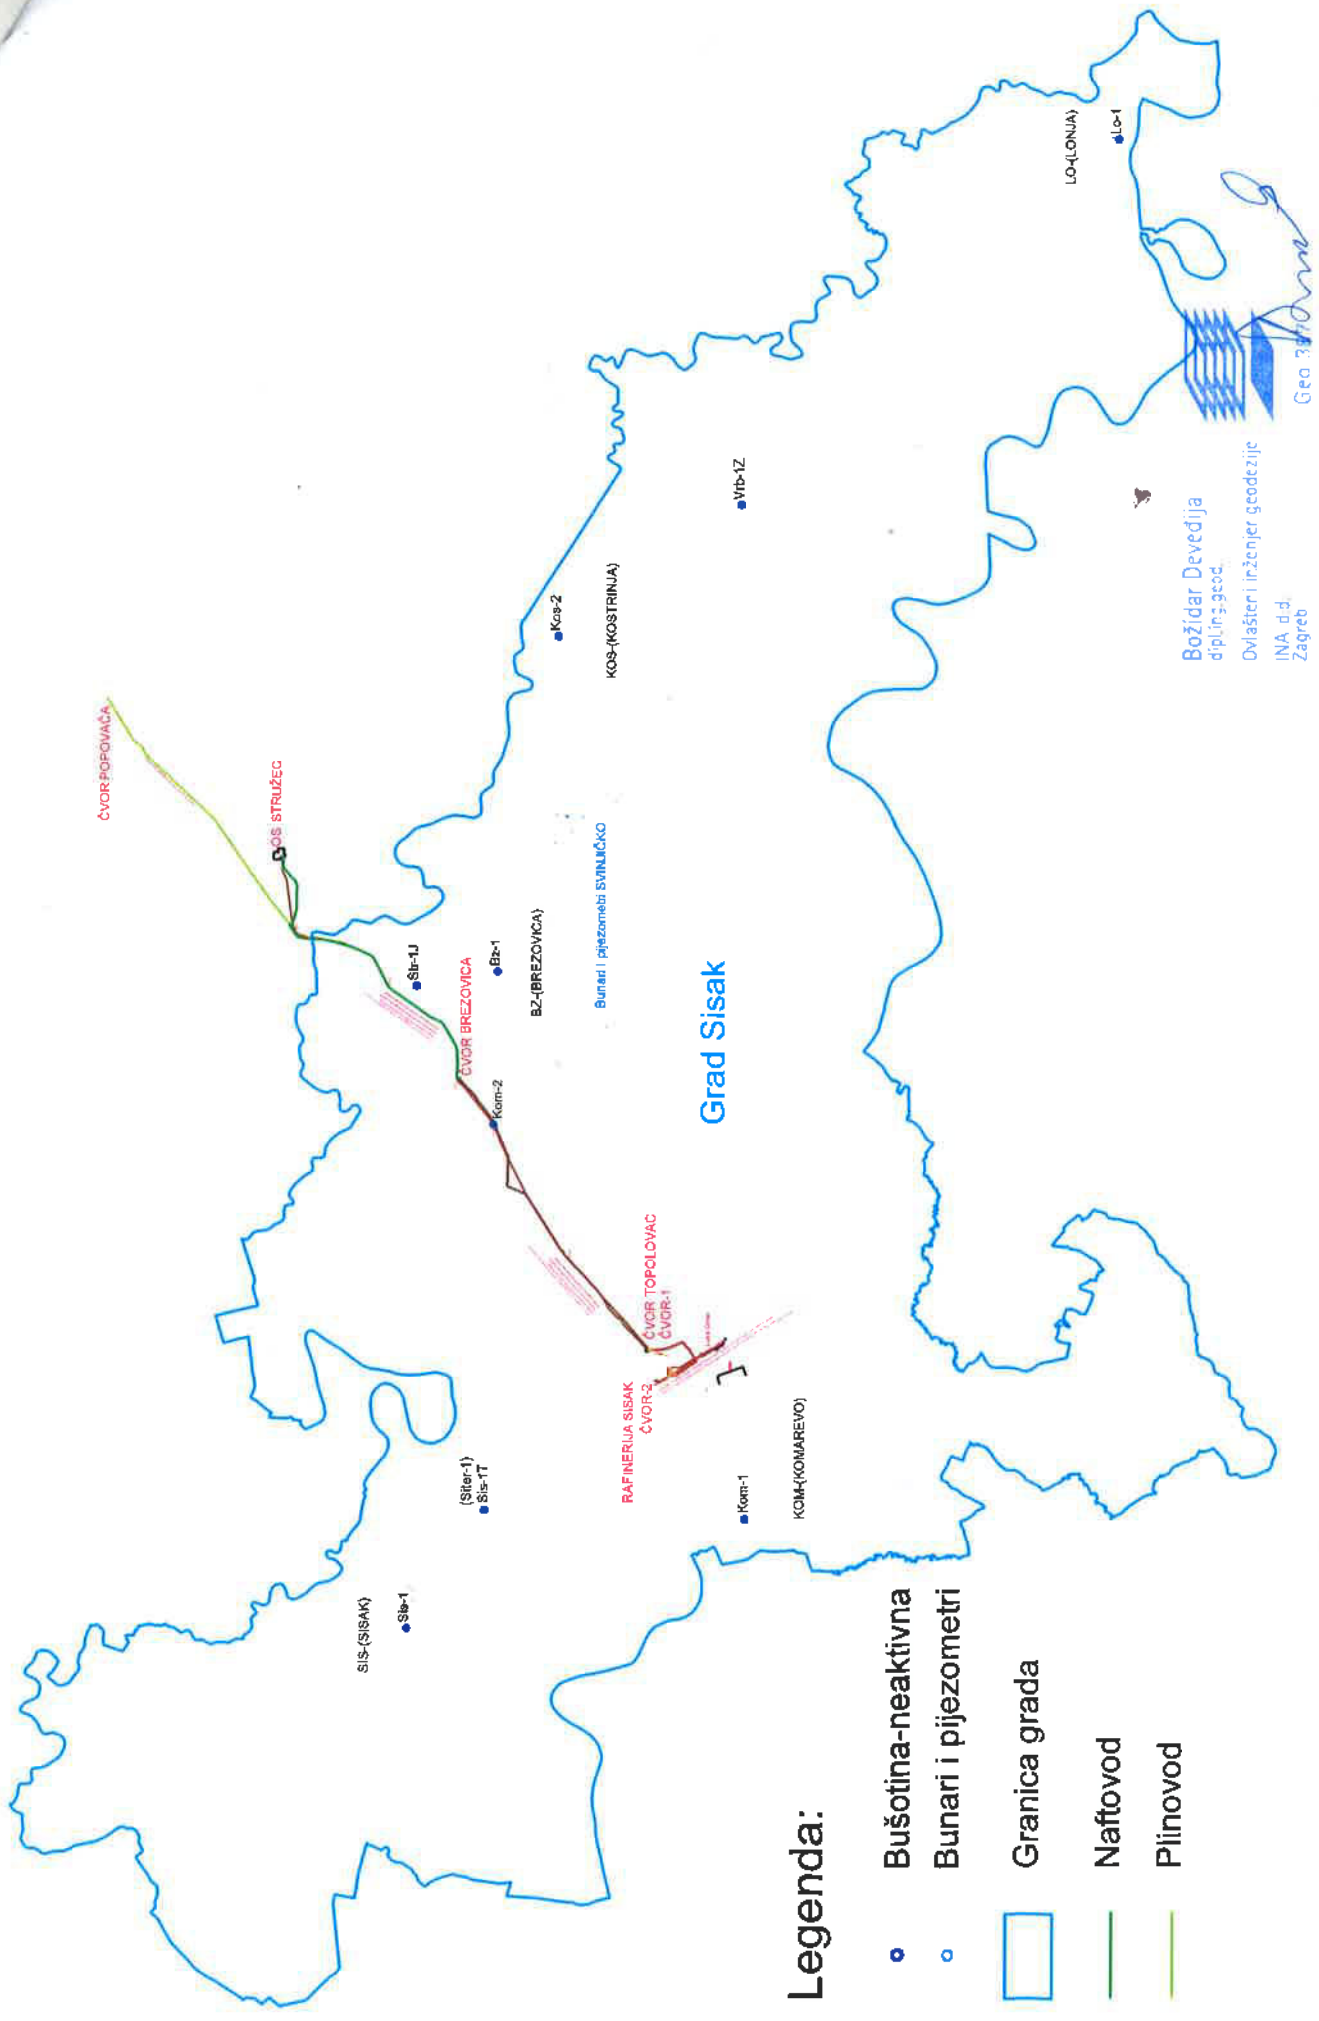 ČVOR POPOVAČA
OS STRUŽEC
Str-1J
ČVOR BREZOVICA
Bz-1
BZ-(BREZOVICA)
Kom-2
Kos-2
KOS-(KOSTRINJA)
Bunari i pijezometri SVINJIČKO
Vrb-1Z
LO-(LONJA)
Lo-1
SIS-(SISAK)
Sis-1
(Siter-1)
Sis-1T
Grad Sisak
ČVOR TOPOLOVAC
ČVOR-1
RAFINERIJA SISAK
ČVOR-2
Kom-1
KOM-(KOMAREVO)
Legenda:
Bušotina-neaktivna
Bunari i pijezometri
Granica grada
Naftovod
Plinovod
Božidar Devedija
dipl.inž.geod.
Ovlašteni inženjer geodezije
INA d.d.
Zagreb
Geo